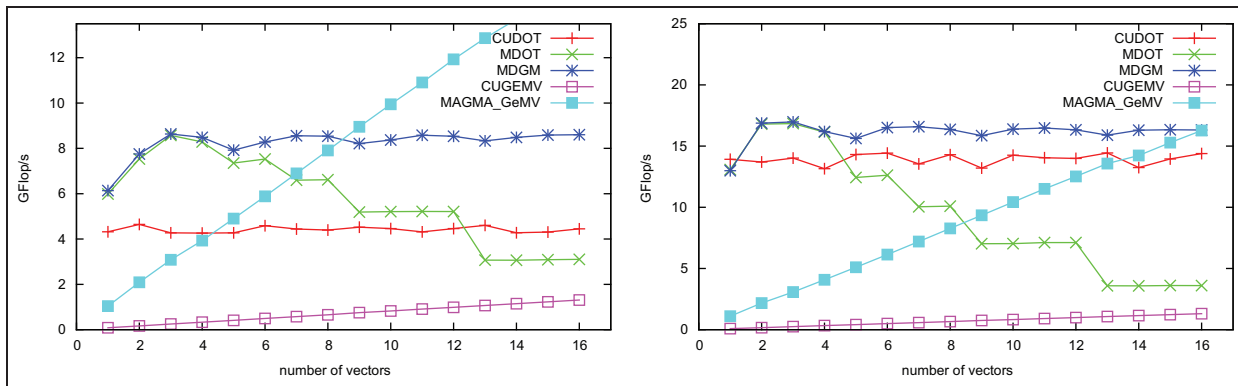 12
10
8
6
4
2
0
GFlop/s
0 2 4 6 8 10 12 14 16
number of vectors
CUDOT
MDOT
MDGM
CUGEMV
MAGMA_GeMV
25
20
15
10
5
0
GFlop/s
0 2 4 6 8 10 12 14 16
number of vectors
CUDOT
MDOT
MDGM
CUGEMV
MAGMA_GeMV